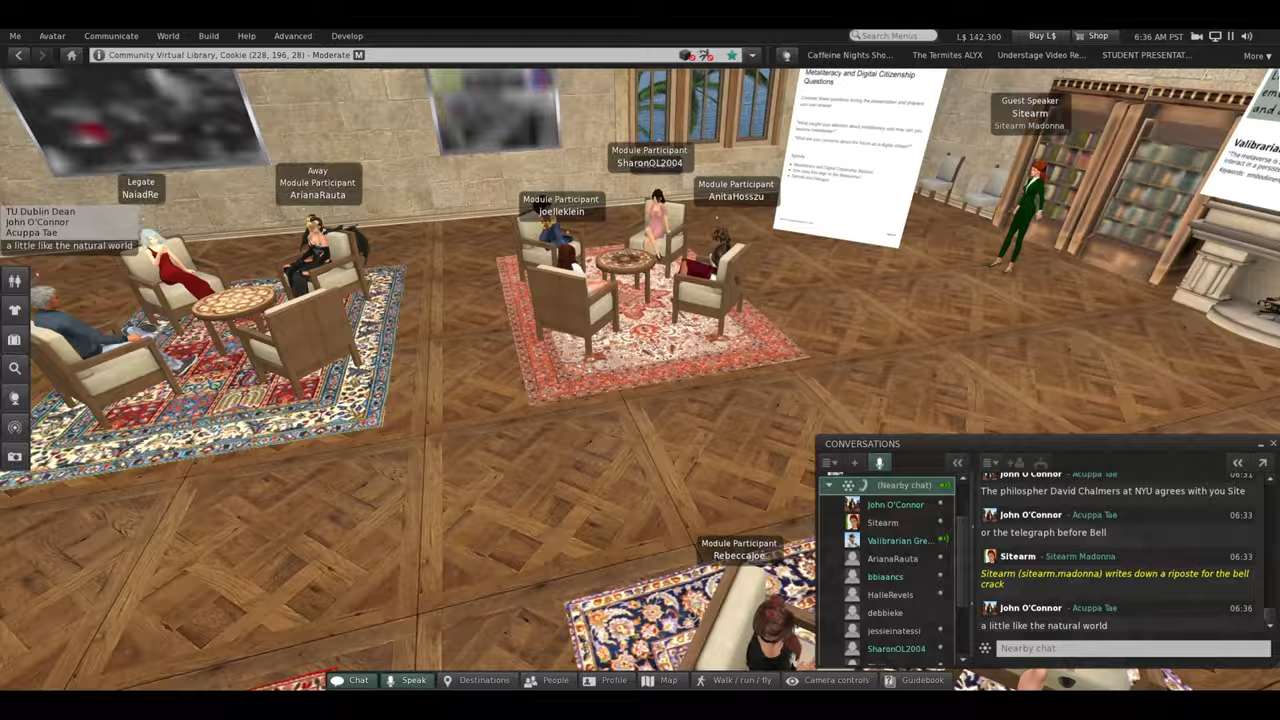 Me Avatar Communicate World Build Help Advanced Develop
Search Menus L$ 142,300 Buy L$ Shop 6:36 AM PST
Community Virtual Library, Cookie (228, 196, 28) - Moderate M
Caffeine Nights Sho... The Termites ALYX Understage Video Re... STUDENT PRESENTAT... More ▼
Metaliteracy and Digital Citizenship
Questions
Guest Speaker
Sitearm
Sitearm Madonna
Valibrarian
Module Participant
SharonOL2004
Away
Module Participant
ArianaRauta
Legate
NaiadRe
Module Participant
AnitaHosszu
Module Participant
joelleklein
TU Dublin Dean
John O'Connor
Acuppa Tae
a little like the natural world
Module Participant
RebeccaJoe
CONVERSATIONS
(Nearby chat)
John O'Connor
Sitearm
Valibrarian Gre...
ArianaRauta
bbiaancs
HalleRevels
debbieke
jessieinatessi
SharonOL2004
John O'Connor - Acuppa Tae 06:31
The philospher David Chalmers at NYU agrees with you Site
John O'Connor - Acuppa Tae 06:33
or the telegraph before Bell
Sitearm - Sitearm Madonna 06:33
Sitearm (sitearm.madonna) writes down a riposte for the bell
crack
John O'Connor - Acuppa Tae 06:36
a little like the natural world
Nearby chat
Chat Speak Destinations People Profile Map Walk / run / fly Camera controls Guidebook